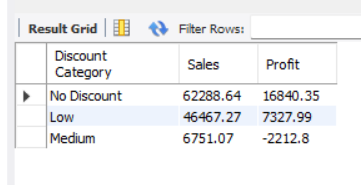 Result Grid Filter Rows:
Discount Category Sales Profit
No Discount 62288.64 16840.35
Low 46467.27 7327.99
Medium 6751.07 -2212.8